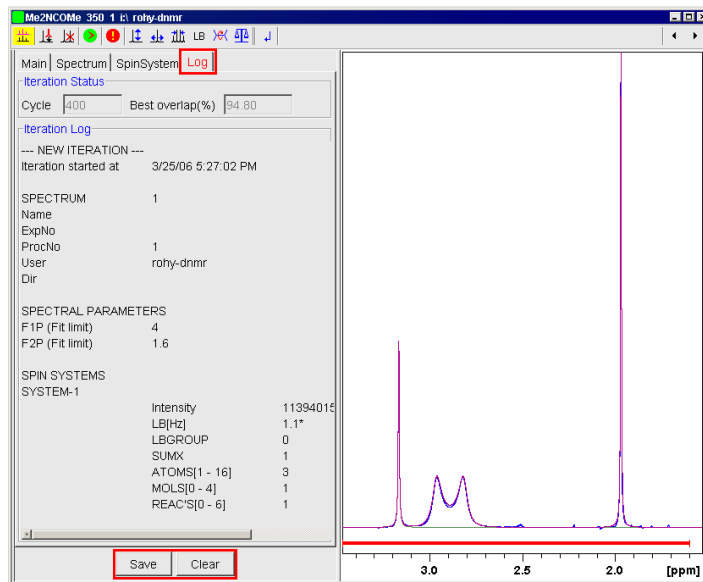 Me2NCOMe 350 1 i:\ rohy-dnmr
LB
Main Spectrum SpinSystem Log
Iteration Status
Cycle 400 Best overlap(%) 94.80
Iteration Log
--- NEW ITERATION ---
Iteration started at 3/25/06 5:27:02 PM
SPECTRUM 1
Name
ExpNo
ProcNo 1
User rohy-dnmr
Dir
SPECTRAL PARAMETERS
F1P (Fit limit) 4
F2P (Fit limit) 1.6
SPIN SYSTEMS
SYSTEM-1
Intensity 11394015
LB[Hz] 1.1*
LBGROUP 0
SUMX 1
ATOMS[1 - 16] 3
MOLS[0 - 4] 1
REAC'S[0 - 6] 1
Save Clear
3.0 2.5 2.0 [ppm]